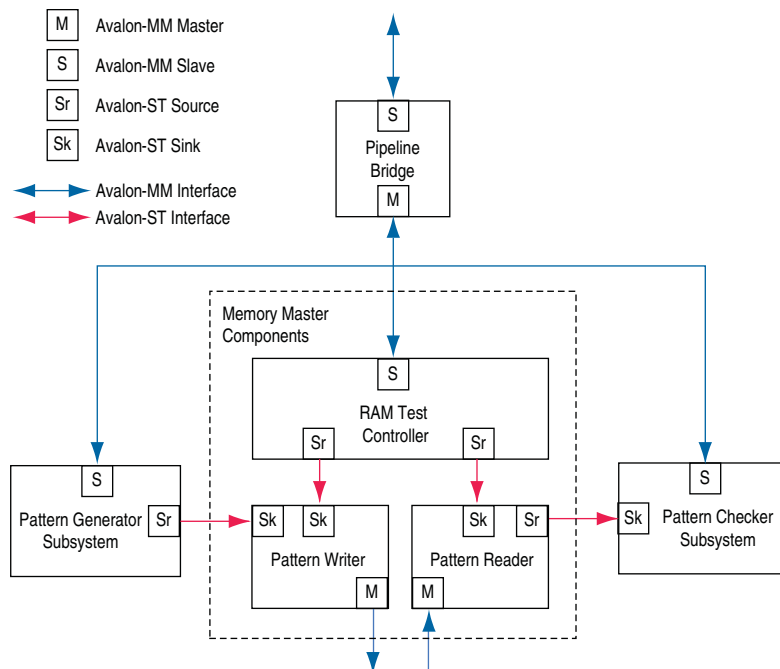 M Avalon-MM Master
S Avalon-MM Slave
Sr Avalon-ST Source
Sk Avalon-ST Sink
Avalon-MM Interface
Avalon-ST Interface
S
Pipeline
Bridge
M
Memory Master
Components
S
RAM Test
Controller
Sr Sr
S
Pattern Generator
Subsystem
Sr
Sk Sk
Pattern Writer
M
Sk Sr
Pattern Reader
M
S
Sk
Pattern Checker
Subsystem